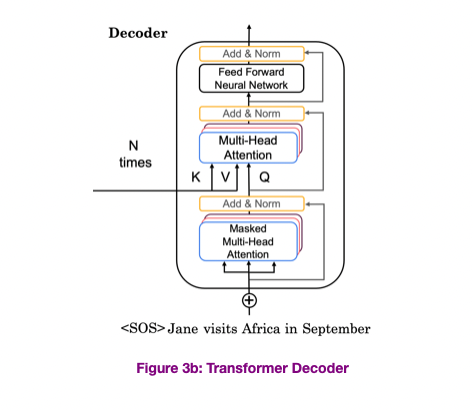 Decoder
Add & Norm
Feed Forward
Neural Network
Add & Norm
Multi-Head
Attention
N
times
K V Q
Add & Norm
Masked
Multi-Head
Attention
<SOS> Jane visits Africa in September
Figure 3b: Transformer Decoder